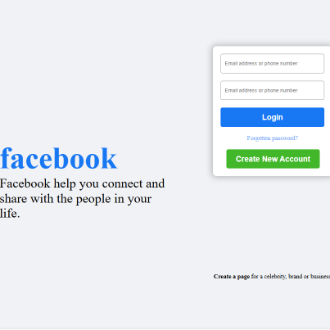 Email address or phone number
Email address or phone number
Login
Forgotten password?
Create New Account
facebook
Facebook help you connect and
share with the people in your
life.
Create a page for a celebrity, brand or business